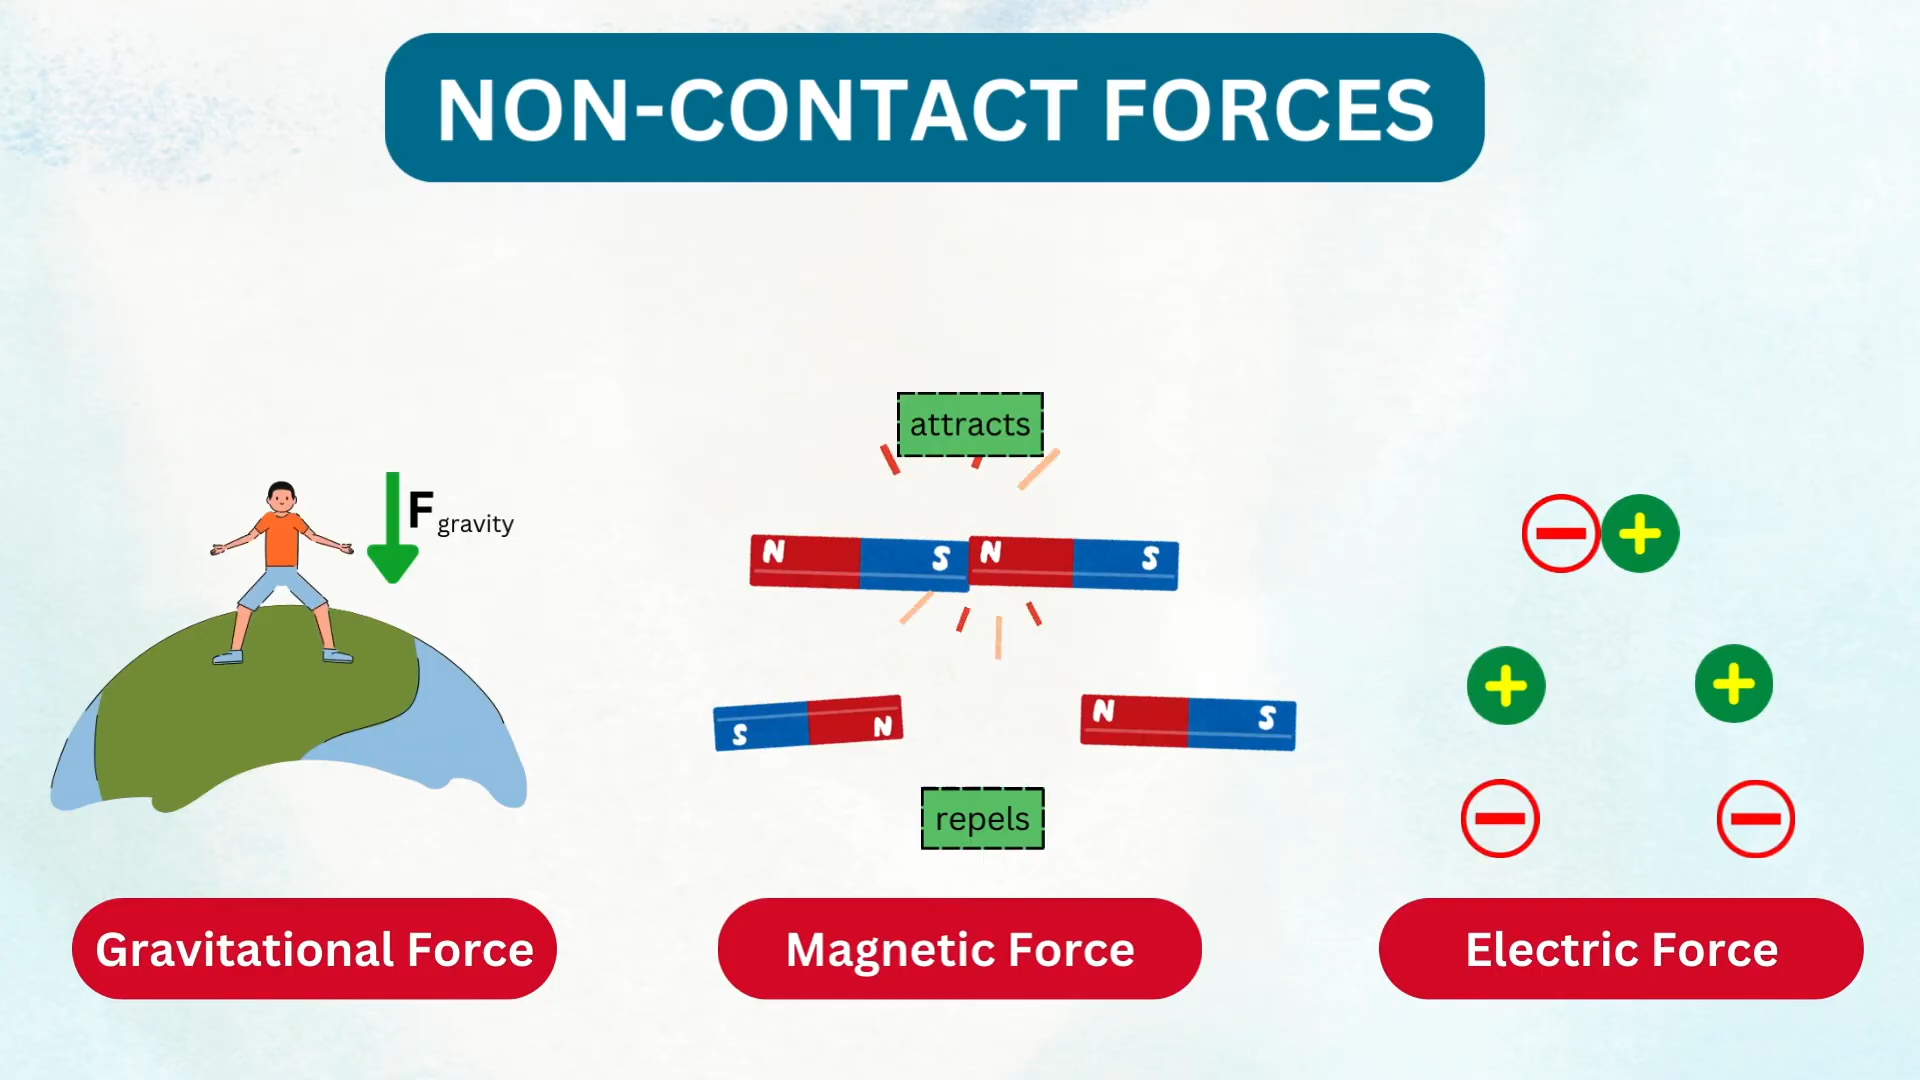 NON-CONTACT FORCES
attracts
F gravity
N S N S
S N N S
repels
Gravitational Force
Magnetic Force
Electric Force